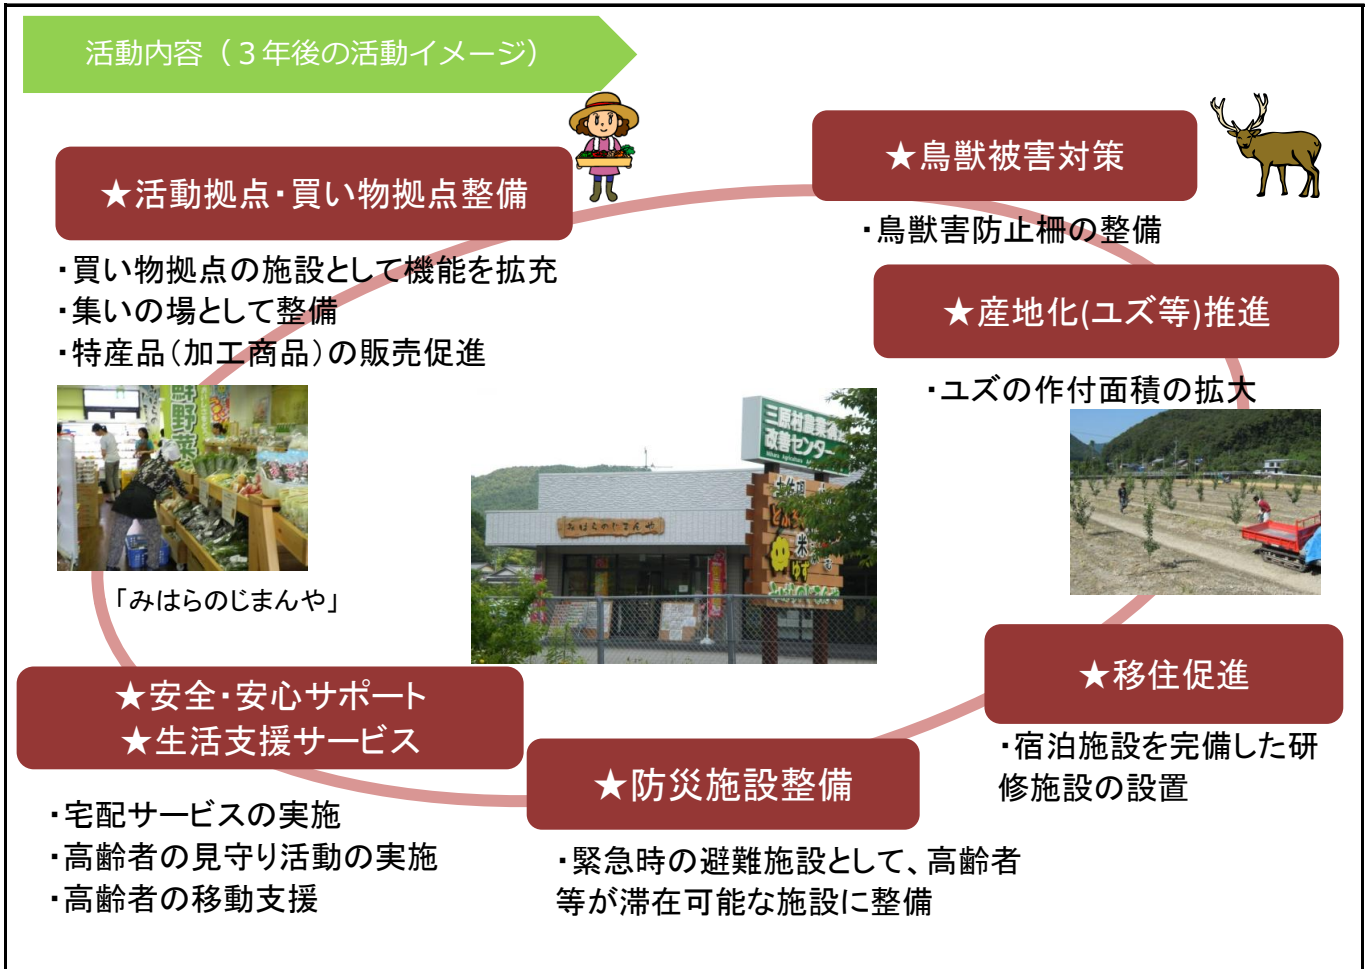 活動内容（３年後の活動イメージ）
★活動拠点・買い物拠点整備
・買い物拠点の施設として機能を拡充
・集いの場として整備
・特産品（加工商品）の販売促進
鮮野菜
「みはらのじまんや」
★鳥獣被害対策
・鳥獣害防止柵の整備
★産地化(ユズ等)推進
・ユズの作付面積の拡大
三原村農業
改善センター
みはらのじまんや
米
ゆず
★移住促進
・宿泊施設を完備した研
修施設の設置
★安全・安心サポート
★生活支援サービス
・宅配サービスの実施
・高齢者の見守り活動の実施
・高齢者の移動支援
★防災施設整備
・緊急時の避難施設として、高齢者
等が滞在可能な施設に整備